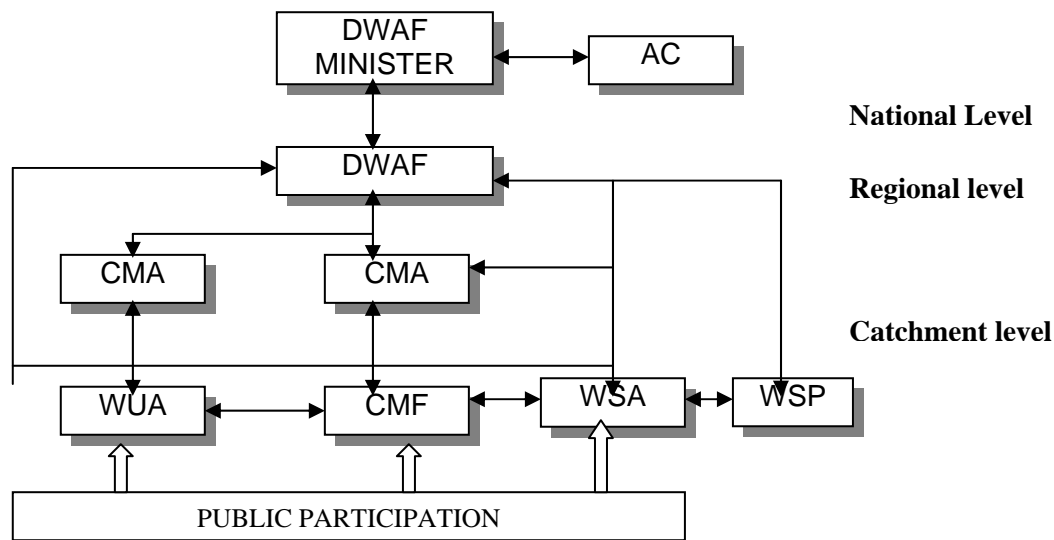 DWAF
MINISTER
AC
National Level
DWAF
Regional level
CMA
CMA
Catchment level
WUA
CMF
WSA
WSP
PUBLIC PARTICIPATION